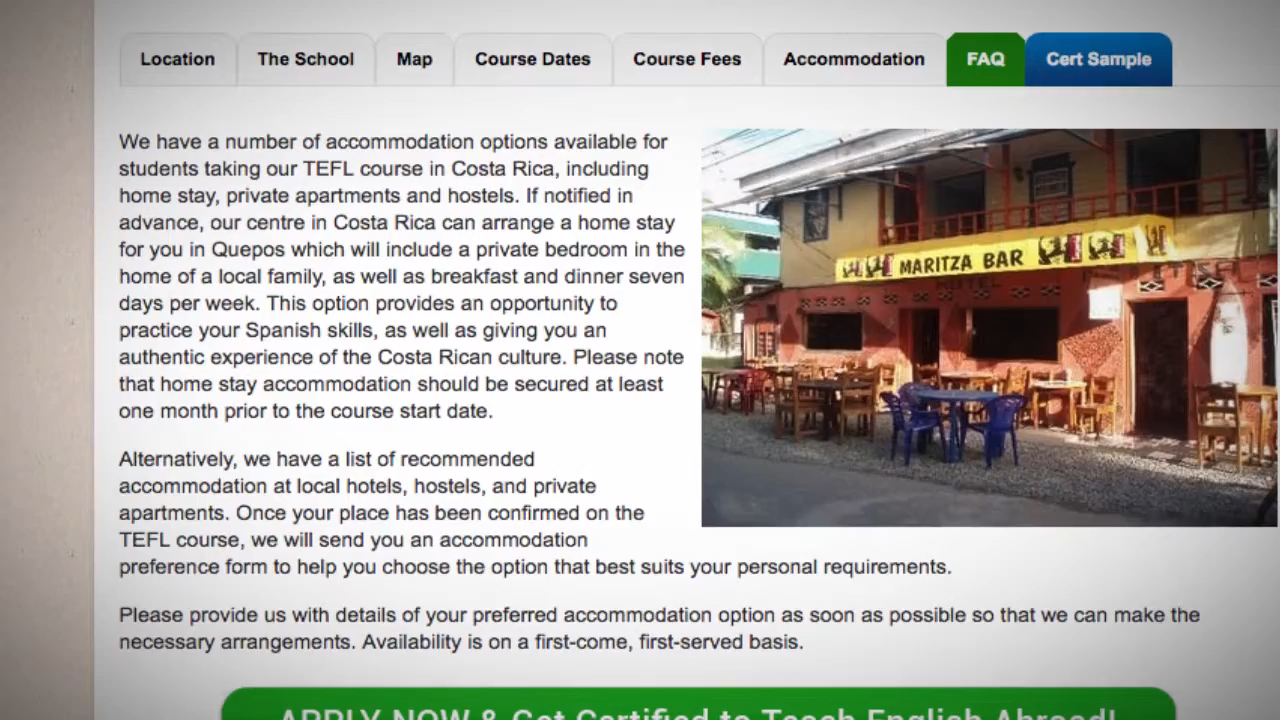 Location The School Map Course Dates Course Fees Accommodation FAQ Cert Sample
We have a number of accommodation options available for
students taking our TEFL course in Costa Rica, including
home stay, private apartments and hostels. If notified in
advance, our centre in Costa Rica can arrange a home stay
for you in Quepos which will include a private bedroom in the
home of a local family, as well as breakfast and dinner seven
days per week. This option provides an opportunity to
practice your Spanish skills, as well as giving you an
authentic experience of the Costa Rican culture. Please note
that home stay accommodation should be secured at least
one month prior to the course start date.
MARITZA BAR
HOTEL
Alternatively, we have a list of recommended
accommodation at local hotels, hostels, and private
apartments. Once your place has been confirmed on the
TEFL course, we will send you an accommodation
preference form to help you choose the option that best suits your personal requirements.
Please provide us with details of your preferred accommodation option as soon as possible so that we can make the
necessary arrangements. Availability is on a first-come, first-served basis.
APPLY NOW & Get Certified to Teach English Abroad!